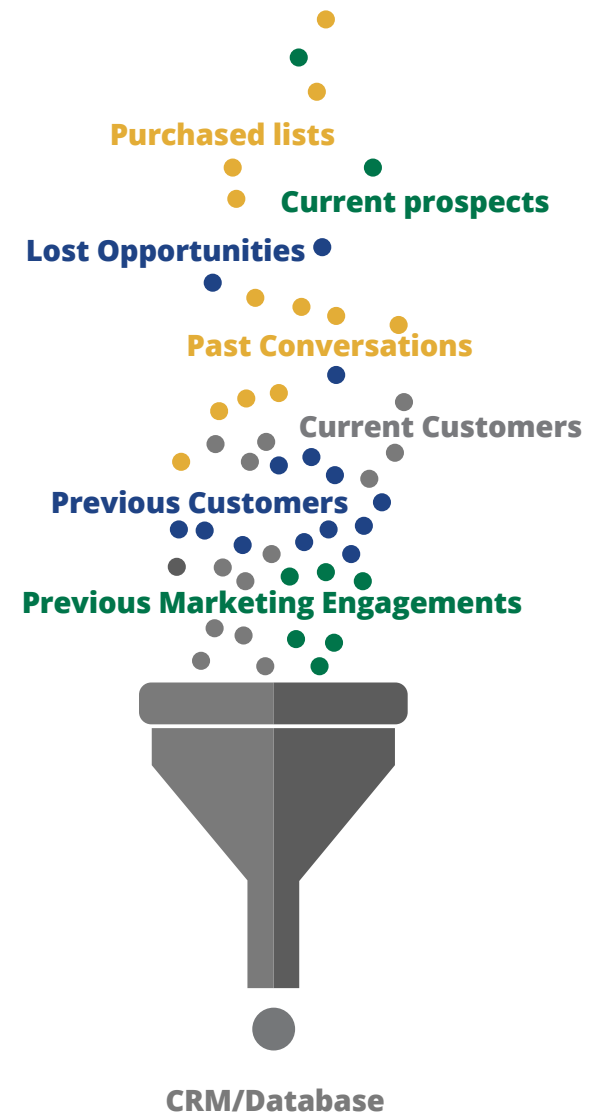 Purchased lists
Current prospects
Lost Opportunities
Past Conversations
Current Customers
Previous Customers
Previous Marketing Engagements
CRM/Database